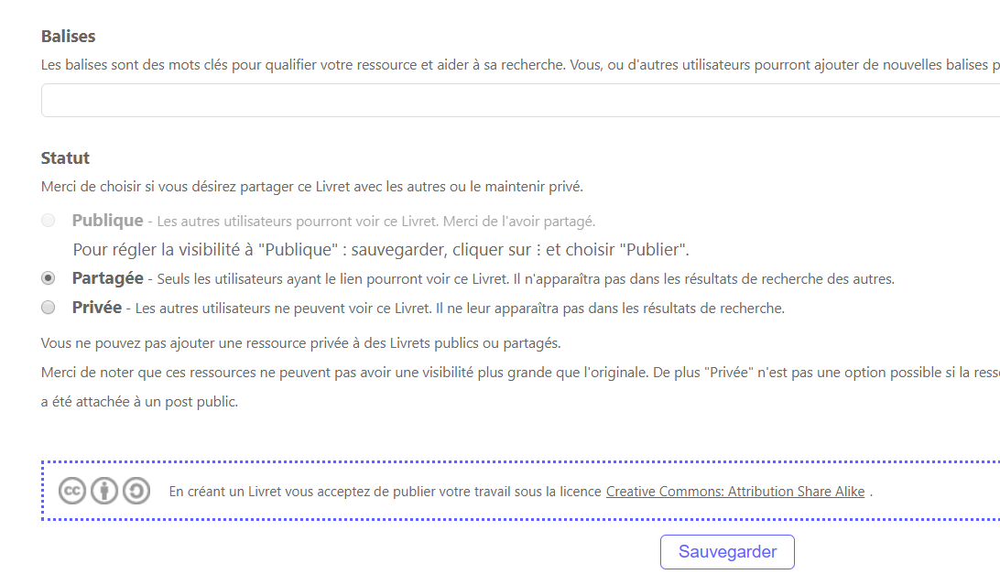 Balises
Les balises sont des mots clés pour qualifier votre ressource et aider à sa recherche. Vous, ou d'autres utilisateurs pourront ajouter de nouvelles balises
Statut
Merci de choisir si vous désirez partager ce Livret avec les autres ou le maintenir privé.
Publique - Les autres utilisateurs pourront voir ce Livret. Merci de l'avoir partagé.
Pour régler la visibilité à "Publique" : sauvegarder, cliquer sur ⋮ et choisir "Publier".
Partagée - Seuls les utilisateurs ayant le lien pourront voir ce Livret. Il n'apparaîtra pas dans les résultats de recherche des autres.
Privée - Les autres utilisateurs ne peuvent voir ce Livret. Il ne leur apparaîtra pas dans les résultats de recherche.
Vous ne pouvez pas ajouter une ressource privée à des Livrets publics ou partagés.
Merci de noter que ces ressources ne peuvent pas avoir une visibilité plus grande que l'originale. De plus "Privée" n'est pas une option possible si la
a été attachée à un post public.
cc En créant un Livret vous acceptez de publier votre travail sous la licence Creative Commons: Attribution Share Alike .
Sauvegarder